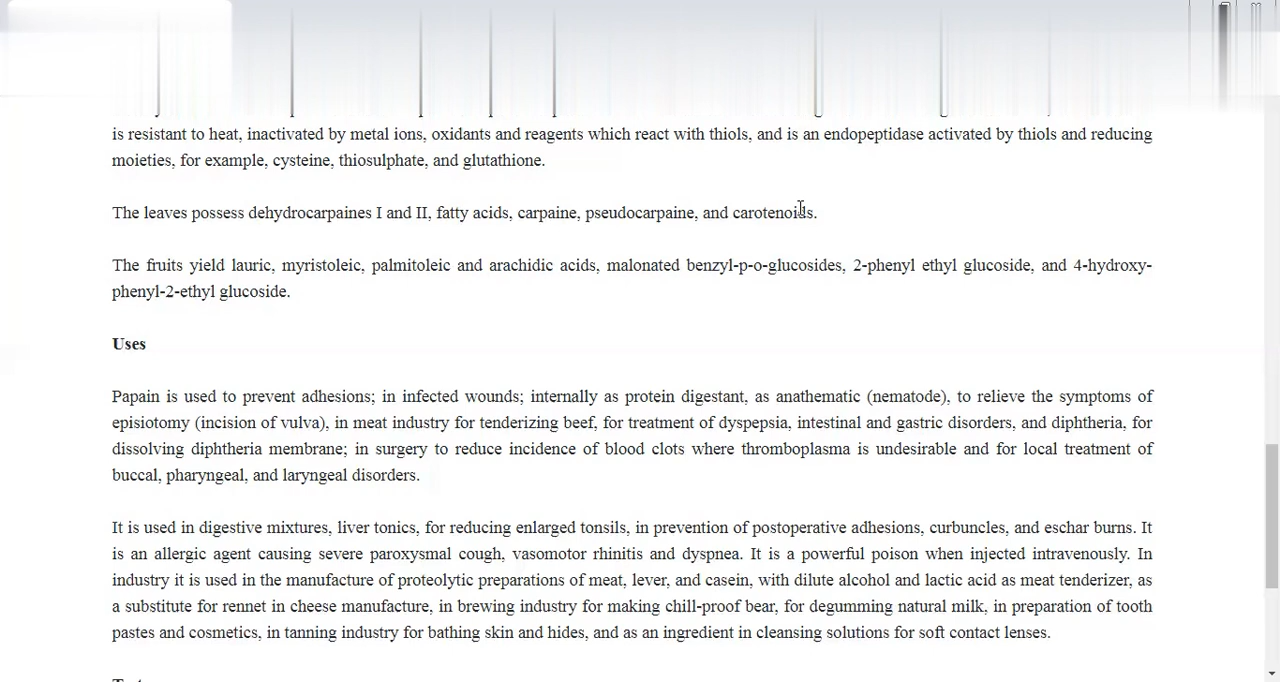 is resistant to heat, inactivated by metal ions, oxidants and reagents which react with thiols, and is an endopeptidase activated by thiols and reducing
moieties, for example, cysteine, thiosulphate, and glutathione.
The leaves possess dehydrocarpaines I and II, fatty acids, carpaine, pseudocarpaine, and carotenoids.
The fruits yield lauric, myristoleic, palmitoleic and arachidic acids, malonated benzyl-p-o-glucosides, 2-phenyl ethyl glucoside, and 4-hydroxy-
phenyl-2-ethyl glucoside.
Uses
Papain is used to prevent adhesions; in infected wounds; internally as protein digestant, as anathematic (nematode), to relieve the symptoms of
episiotomy (incision of vulva), in meat industry for tenderizing beef, for treatment of dyspepsia, intestinal and gastric disorders, and diphtheria, for
dissolving diphtheria membrane; in surgery to reduce incidence of blood clots where thromboplasma is undesirable and for local treatment of
buccal, pharyngeal, and laryngeal disorders.
It is used in digestive mixtures, liver tonics, for reducing enlarged tonsils, in prevention of postoperative adhesions, curbuncles, and eschar burns. It
is an allergic agent causing severe paroxysmal cough, vasomotor rhinitis and dyspnea. It is a powerful poison when injected intravenously. In
industry it is used in the manufacture of proteolytic preparations of meat, lever, and casein, with dilute alcohol and lactic acid as meat tenderizer, as
a substitute for rennet in cheese manufacture, in brewing industry for making chill-proof bear, for degumming natural milk, in preparation of tooth
pastes and cosmetics, in tanning industry for bathing skin and hides, and as an ingredient in cleansing solutions for soft contact lenses.